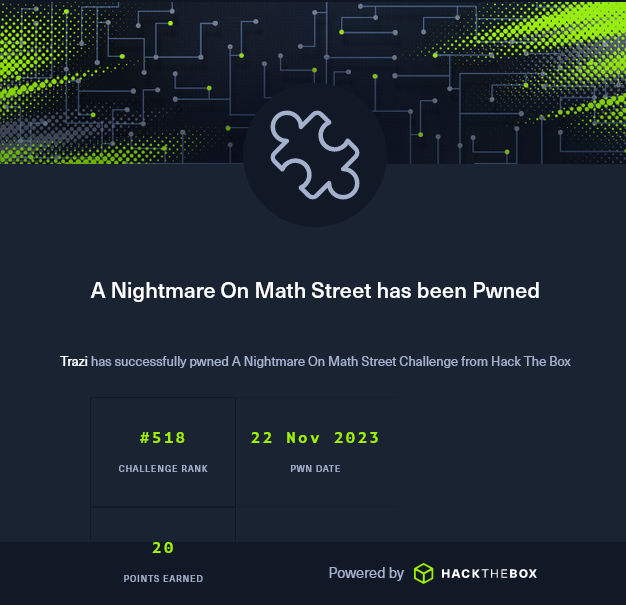 A Nightmare On Math Street has been Pwned
Trazi has successfully pwned A Nightmare On Math Street Challenge from Hack The Box
#518
22 Nov 2023
CHALLENGE RANK
PWN DATE
20
POINTS EARNED
Powered by HACKTHEBOX